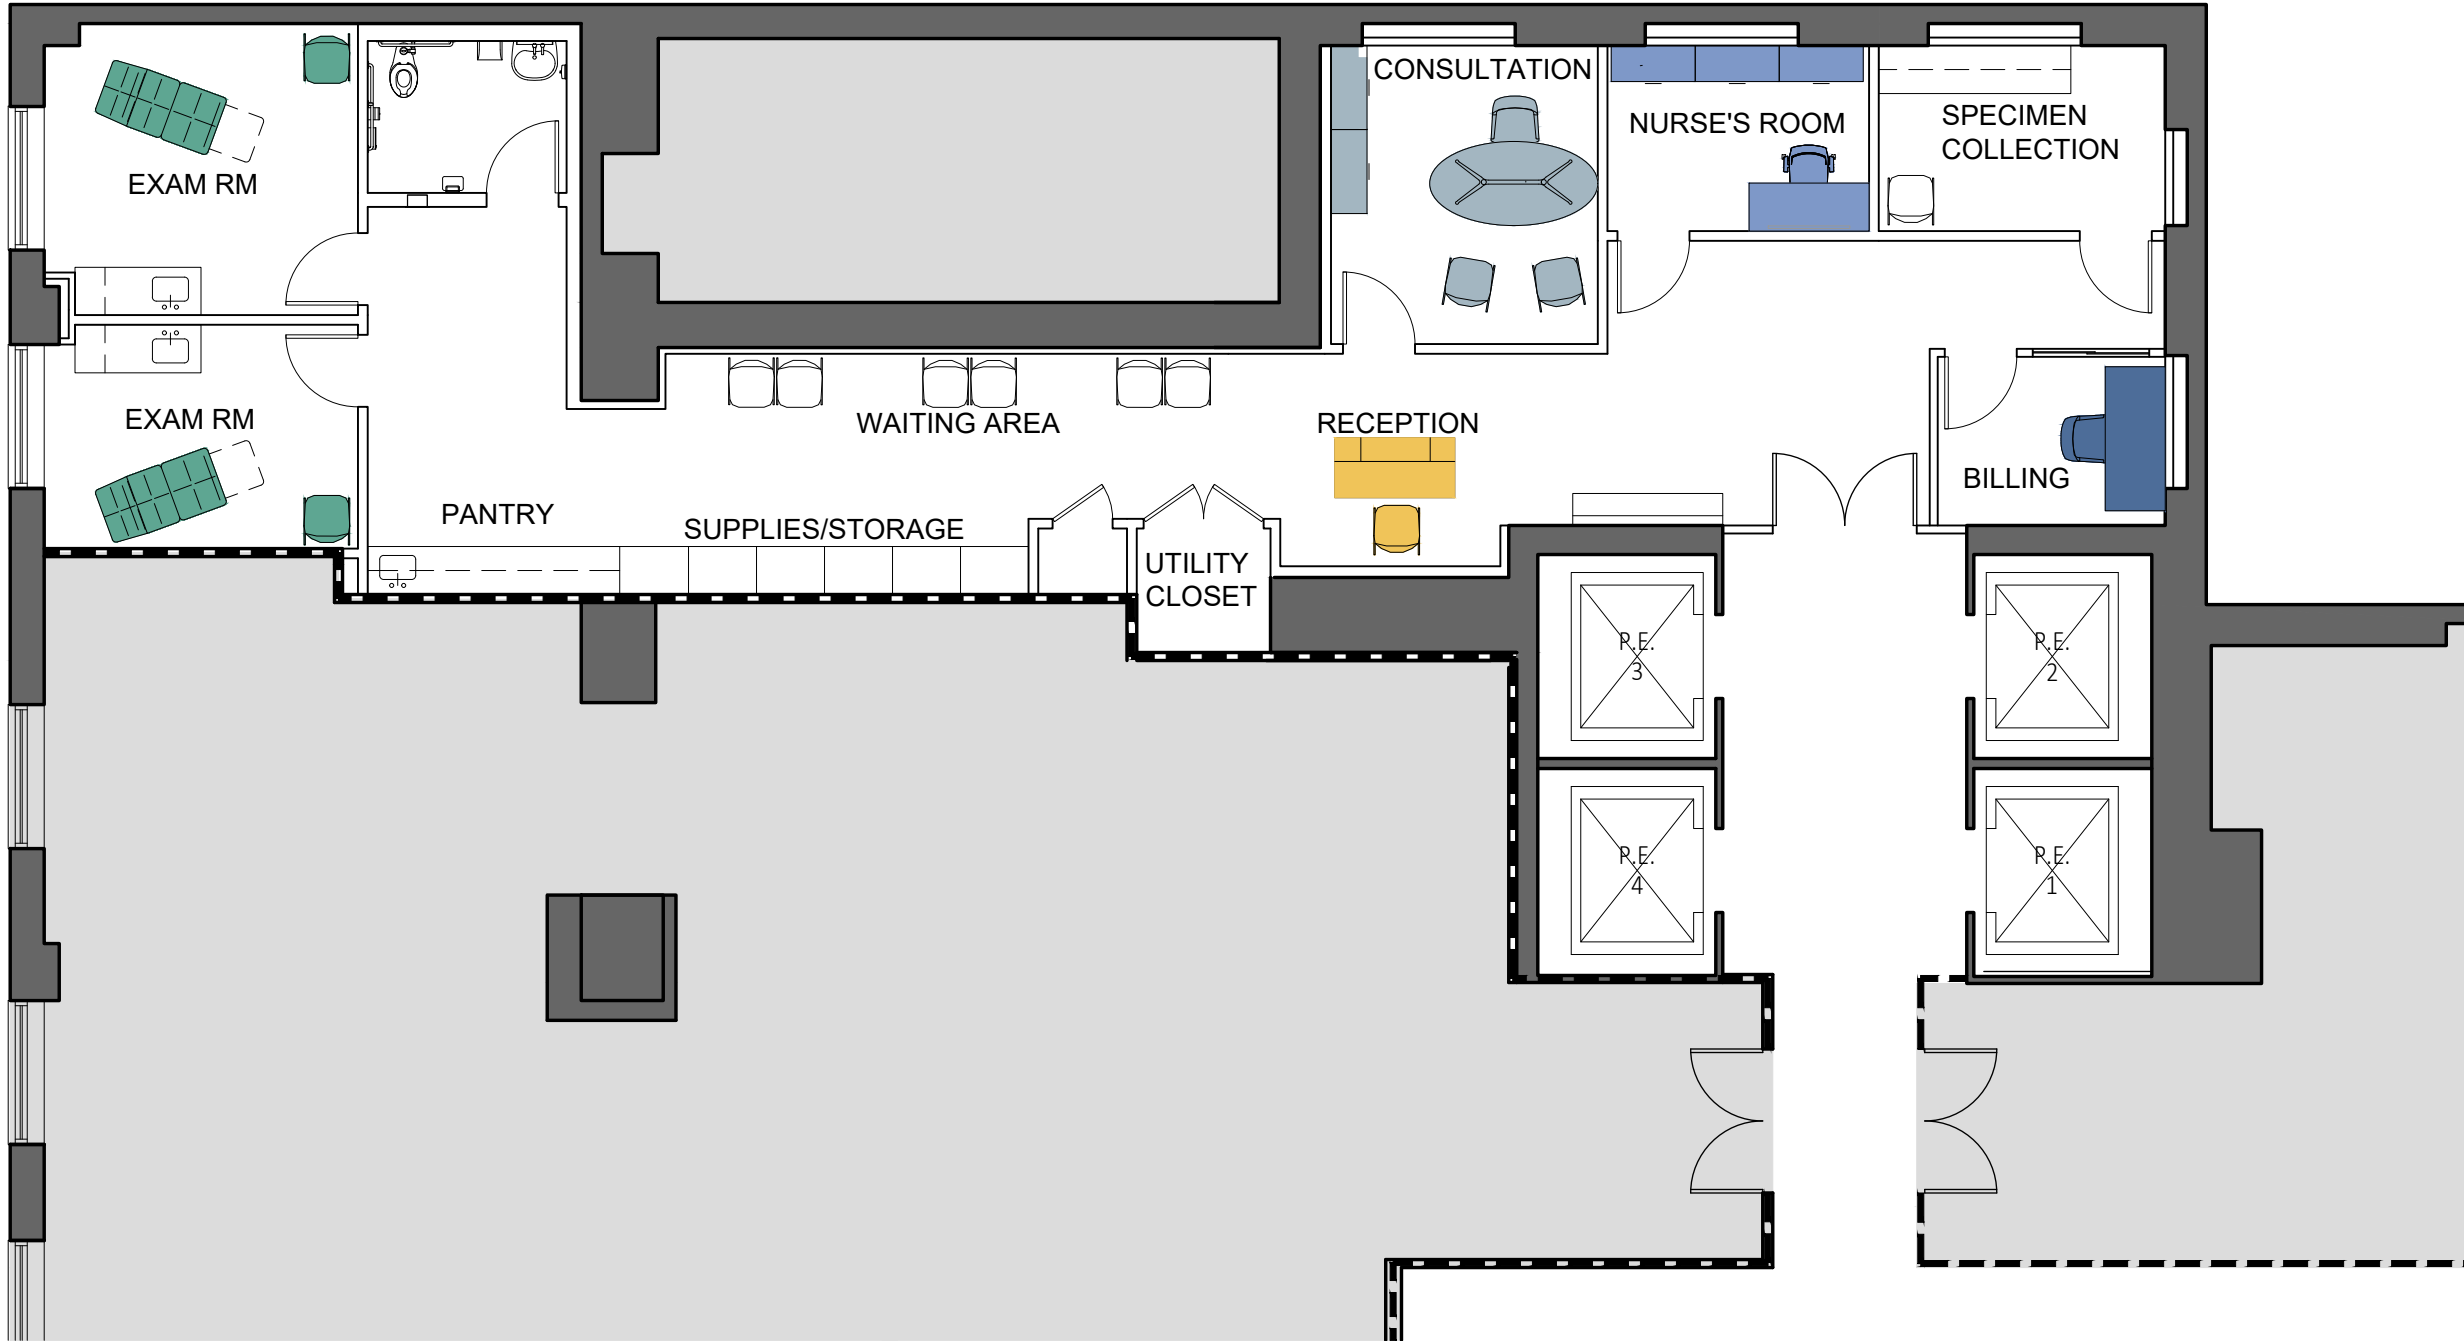 CONSULTATION
NURSE'S ROOM
SPECIMEN
COLLECTION
EXAM RM
EXAM RM
WAITING AREA
RECEPTION
BILLING
PANTRY
SUPPLIES/STORAGE
UTILITY
CLOSET
P.E.
3
P.E.
2
P.E.
4
P.E.
1